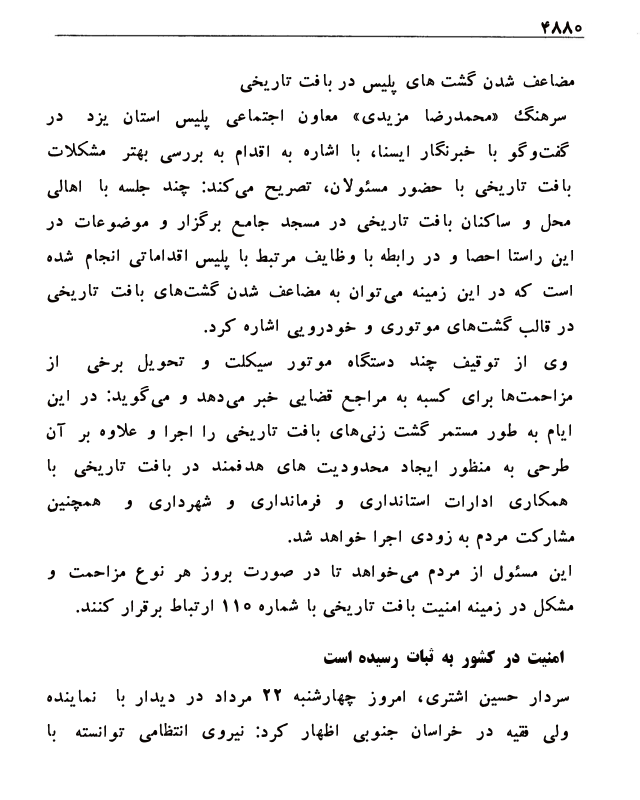 ۴۸۸۰
مضاعف شدن گشت های پلیس در بافت تاریخی
سرهنگ «محمدرضا مزیدی» معاون اجتماعی پلیس استان یزد در
گفت‌وگو با خبرنگار ایسنا، با اشاره به اقدام به بررسی بهتر مشکلات
بافت تاریخی با حضور مسئولان، تصریح می‌کند: چند جلسه با اهالی
محل و ساکنان بافت تاریخی در مسجد جامع برگزار و موضوعات در
این راستا احصا و در رابطه با وظایف مرتبط با پلیس اقداماتی انجام شده
است که در این زمینه می‌توان به مضاعف شدن گشت‌های بافت تاریخی
در قالب گشت‌های موتوری و خودرویی اشاره کرد.
وی از توقیف چند دستگاه موتور سیکلت و تحویل برخی از
مزاحمت‌ها برای کسبه به مراجع قضایی خبر می‌دهد و می‌گوید: در این
ایام به طور مستمر گشت زنی‌های بافت تاریخی را اجرا و علاوه بر آن
طرحی به منظور ایجاد محدودیت های هدفمند در بافت تاریخی با
همکاری ادارات استانداری و فرمانداری و شهرداری و همچنین
مشارکت مردم به زودی اجرا خواهد شد.
این مسئول از مردم می‌خواهد تا در صورت بروز هر نوع مزاحمت و
مشکل در زمینه امنیت بافت تاریخی با شماره ۱۱۰ ارتباط برقرار کنند.
امنیت در کشور به ثبات رسیده است
سردار حسین اشتری، امروز چهارشنبه ۲۲ مرداد در دیدار با نماینده
ولی فقیه در خراسان جنوبی اظهار کرد: نیروی انتظامی توانسته با